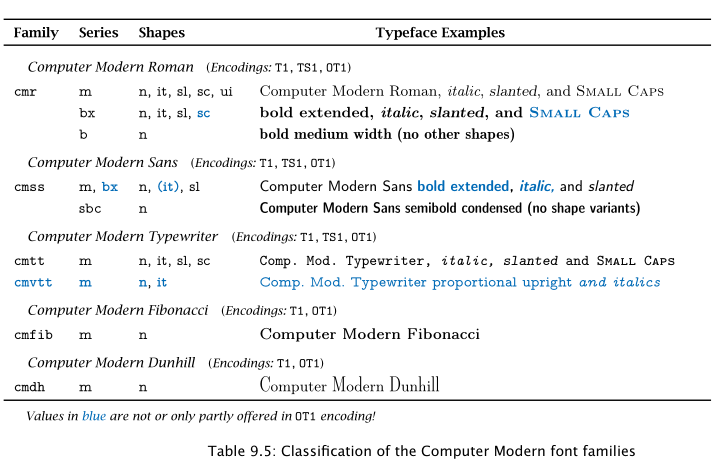 Family Series Shapes Typeface Examples
Computer Modern Roman (Encodings: T1, TS1, OT1)
cmr m n, it, sl, sc, ui Computer Modern Roman, italic, slanted, and Small Caps
bx n, it, sl, sc bold extended, italic, slanted, and Small Caps
b n bold medium width (no other shapes)
Computer Modern Sans (Encodings: T1, TS1, OT1)
cmss m, bx n, (it), sl Computer Modern Sans bold extended, italic, and slanted
sbc n Computer Modern Sans semibold condensed (no shape variants)
Computer Modern Typewriter (Encodings: T1, TS1, OT1)
cmtt m n, it, sl, sc Comp. Mod. Typewriter, italic, slanted and Small Caps
cmvtt m n, it Comp. Mod. Typewriter proportional upright and italics
Computer Modern Fibonacci (Encodings: T1, OT1)
cmfib m n Computer Modern Fibonacci
Computer Modern Dunhill (Encodings: T1, OT1)
cmdh m n Computer Modern Dunhill
Values in blue are not or only partly offered in OT1 encoding!
Table 9.5: Classification of the Computer Modern font families